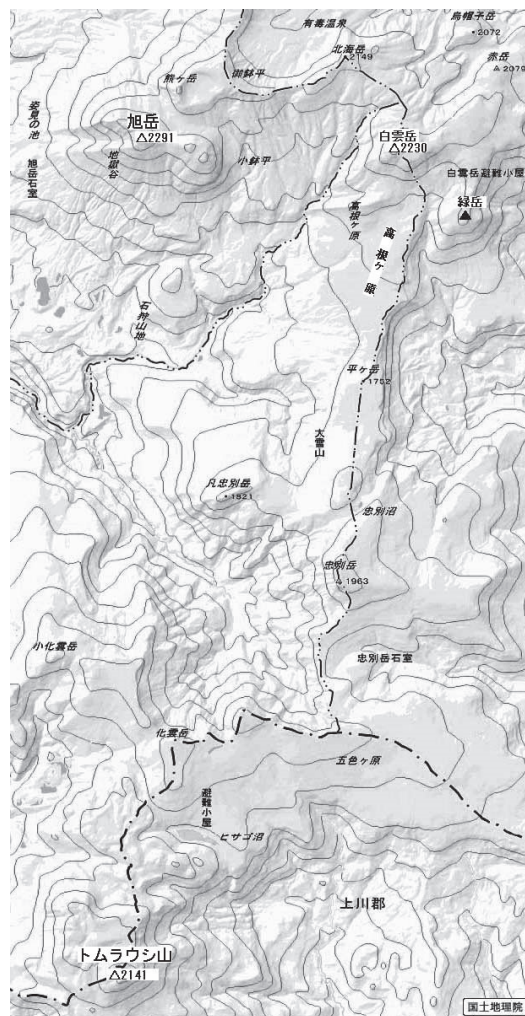 有毒温泉
烏帽子岳
・2072
北海岳
・2149
赤岳
△2079
熊ヶ岳
御鉢平
旭岳
△2291
姿見の池
旭岳石室
地獄谷
小鉢平
白雲岳
△2230
白雲岳避難小屋
緑岳
▲
高根ヶ原
高根ヶ原
石狩山地
平ヶ岳
・1752
大雪山
凡忠別岳
・1821
忠別沼
忠別岳
△1963
小化雲岳
忠別岳石室
化雲岳
五色ヶ原
避難小屋
ヒサゴ沼
上川郡
トムラウシ山
△2141
国土地理院